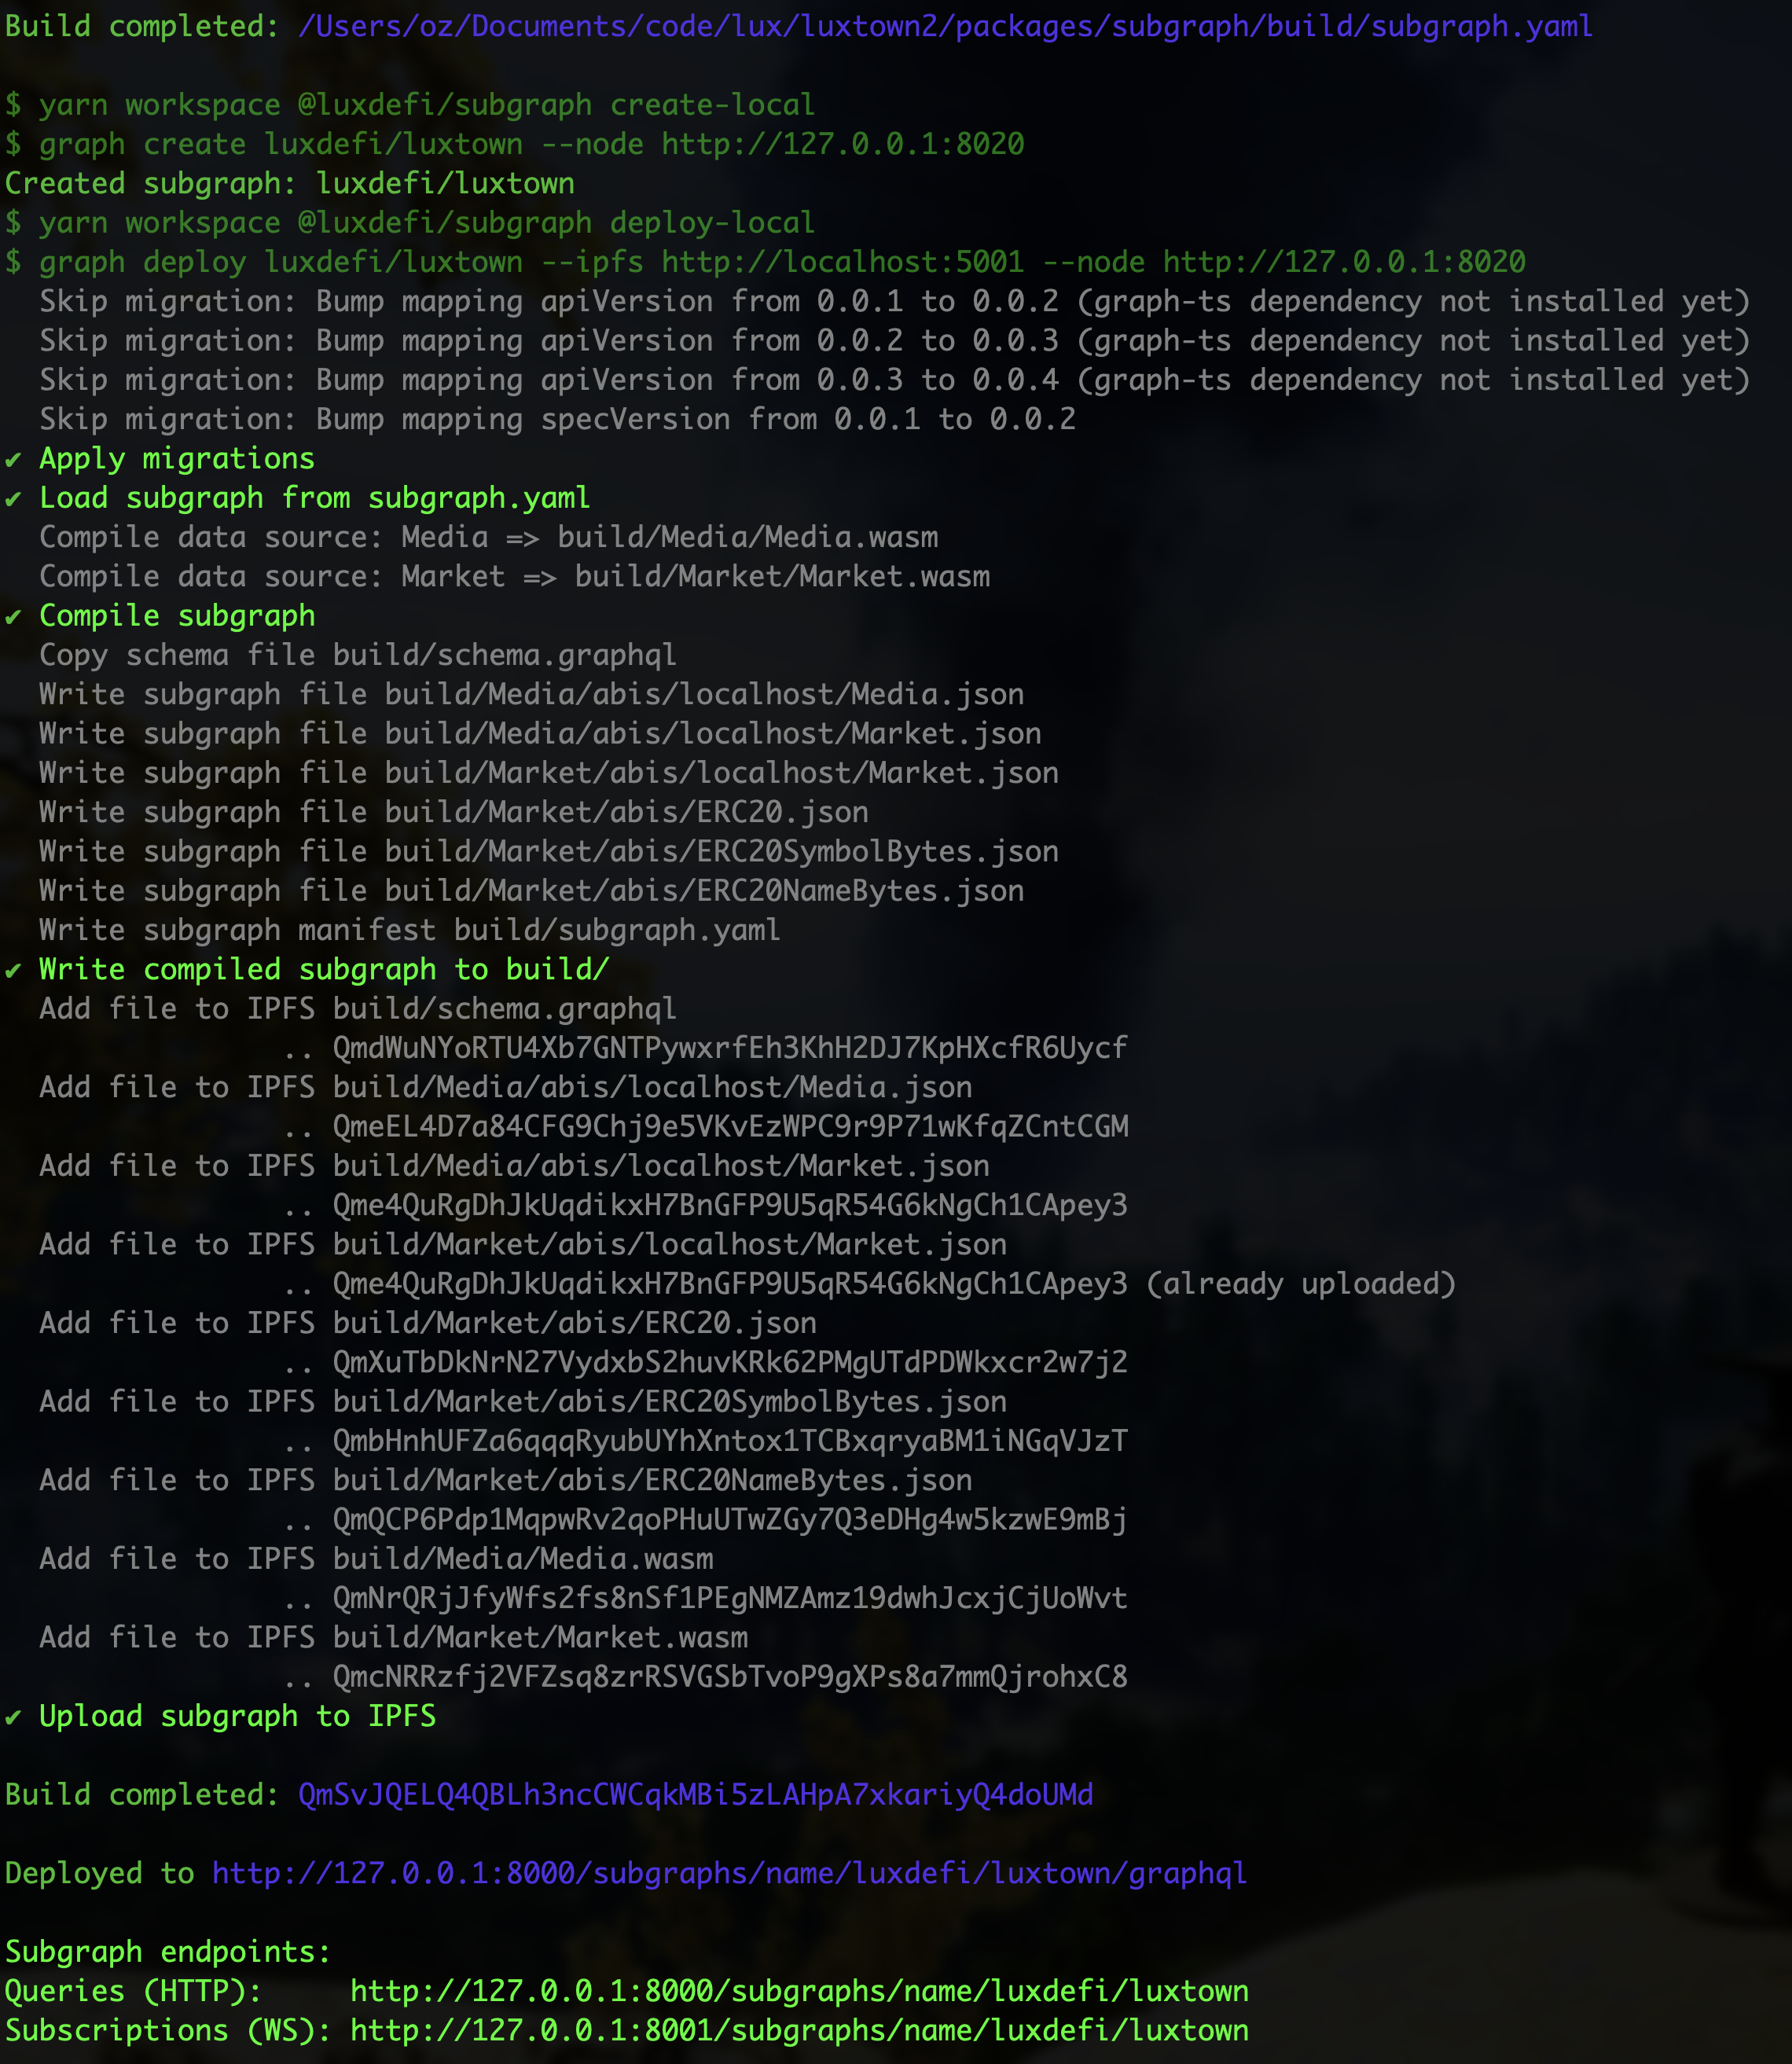 Build completed: /Users/oz/Documents/code/lux/luxtown2/packages/subgraph/build/subgraph.yaml
$ yarn workspace @luxdefi/subgraph create-local
$ graph create luxdefi/luxtown --node http://127.0.0.1:8020
Created subgraph: luxdefi/luxtown
$ yarn workspace @luxdefi/subgraph deploy-local
$ graph deploy luxdefi/luxtown --ipfs http://localhost:5001 --node http://127.0.0.1:8020
Skip migration: Bump mapping apiVersion from 0.0.1 to 0.0.2 (graph-ts dependency not installed yet)
Skip migration: Bump mapping apiVersion from 0.0.2 to 0.0.3 (graph-ts dependency not installed yet)
Skip migration: Bump mapping apiVersion from 0.0.3 to 0.0.4 (graph-ts dependency not installed yet)
Skip migration: Bump mapping specVersion from 0.0.1 to 0.0.2
✔ Apply migrations
✔ Load subgraph from subgraph.yaml
Compile data source: Media => build/Media/Media.wasm
Compile data source: Market => build/Market/Market.wasm
✔ Compile subgraph
Copy schema file build/schema.graphql
Write subgraph file build/Media/abis/localhost/Media.json
Write subgraph file build/Media/abis/localhost/Market.json
Write subgraph file build/Market/abis/localhost/Market.json
Write subgraph file build/Market/abis/ERC20.json
Write subgraph file build/Market/abis/ERC20SymbolBytes.json
Write subgraph file build/Market/abis/ERC20NameBytes.json
Write subgraph manifest build/subgraph.yaml
✔ Write compiled subgraph to build/
Add file to IPFS build/schema.graphql
.. QmdWuNYoRTU4Xb7GNTPywxrfEh3KhH2DJ7KpHXcfR6Uycf
Add file to IPFS build/Media/abis/localhost/Media.json
.. QmeEL4D7a84CFG9Chj9e5VKvEzWPC9r9P71wKfqZCntCGM
Add file to IPFS build/Media/abis/localhost/Market.json
.. Qme4QuRgDhJkUqdikxH7BnGFP9U5qR54G6kNgCh1CApey3
Add file to IPFS build/Market/abis/localhost/Market.json
.. Qme4QuRgDhJkUqdikxH7BnGFP9U5qR54G6kNgCh1CApey3 (already uploaded)
Add file to IPFS build/Market/abis/ERC20.json
.. QmXuTbDkNrN27VydxbS2huvKRk62PMgUTdPDWkxcr2w7j2
Add file to IPFS build/Market/abis/ERC20SymbolBytes.json
.. QmbHnhUFZa6qqqRyubUYhXntox1TCBxqryaBM1iNGqVJzT
Add file to IPFS build/Market/abis/ERC20NameBytes.json
.. QmQCP6Pdp1MqpwRv2qoPHuUTwZGy7Q3eDHg4w5kzwE9mBj
Add file to IPFS build/Media/Media.wasm
.. QmNrQRjJfyWfs2fs8nSf1PEgNMZAmz19dwhJcxjCjUoWvt
Add file to IPFS build/Market/Market.wasm
.. QmcNRRzfj2VFZsq8zrRSVGSbTvoP9gXPs8a7mmQjrohxC8
✔ Upload subgraph to IPFS
Build completed: QmSvJQELQ4QBLh3ncCWCqkMBi5zLAHpA7xkariyQ4doUMd
Deployed to http://127.0.0.1:8000/subgraphs/name/luxdefi/luxtown/graphql
Subgraph endpoints:
Queries (HTTP):     http://127.0.0.1:8000/subgraphs/name/luxdefi/luxtown
Subscriptions (WS): http://127.0.0.1:8001/subgraphs/name/luxdefi/luxtown